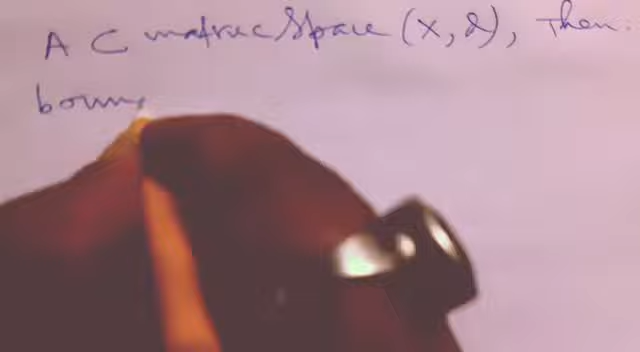 A ⊂ matric Space (X, d), Then:
boun